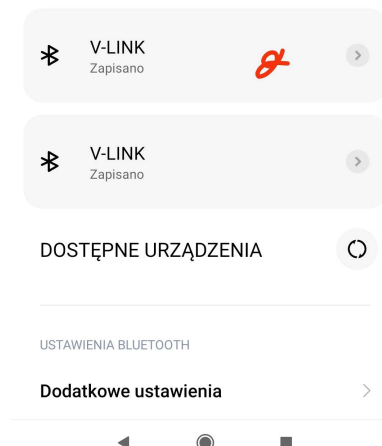 V-LINK
Zapisano
V-LINK
Zapisano
DOSTĘPNE URZĄDZENIA
USTAWIENIA BLUETOOTH
Dodatkowe ustawienia